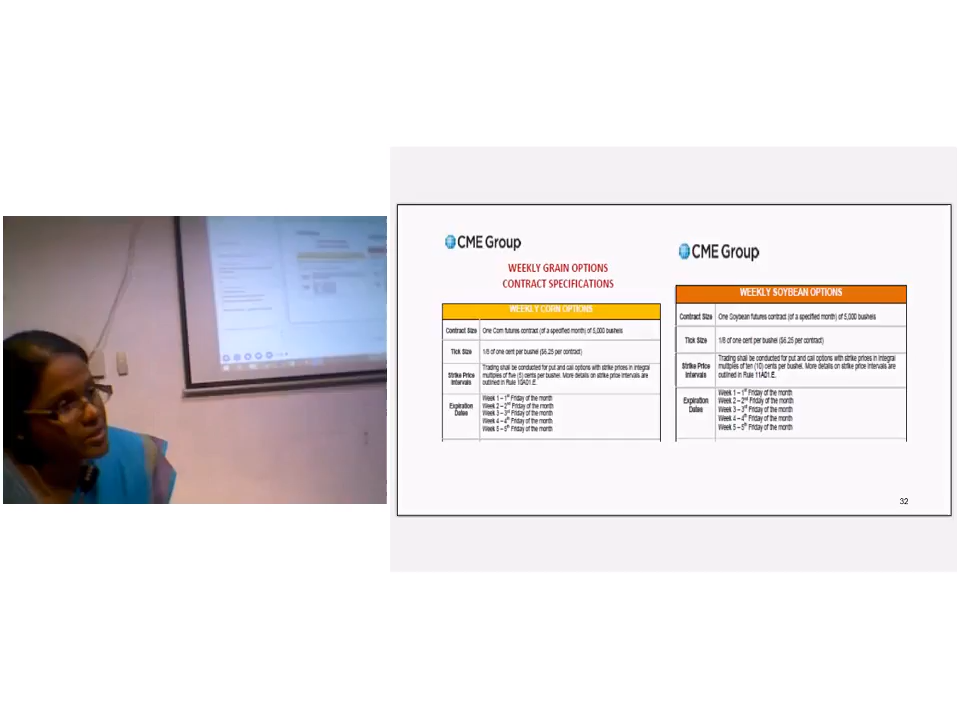 CME Group
WEEKLY GRAIN OPTIONS
CONTRACT SPECIFICATIONS
WEEKLY CORN OPTIONS
Contract Size One Corn futures contract (of a specified month) of 5,000 bushels
Tick Size 1/8 of one cent per bushel ($6.25 per contract)
Strike Price Intervals Trading shall be conducted for put and call options with strike prices in integral
multiples of five (5) cents per bushel. More details on strike price intervals are
outlined in Rule 10AD1.E.
Expiration Dates Week 1 – 1st Friday of the month
Week 2 – 2nd Friday of the month
Week 3 – 3rd Friday of the month
Week 4 – 4th Friday of the month
Week 5 – 5th Friday of the month
CME Group
WEEKLY SOYBEAN OPTIONS
Contract Size One Soybean futures contract (of a specified month) of 5,000 bushels
Tick Size 1/8 of one cent per bushel ($6.25 per contract)
Strike Price Intervals Trading shall be conducted for put and call options with strike prices in integral
multiples of ten (10) cents per bushel. More details on strike price intervals are
outlined in Rule 11AD1.E.
Expiration Dates Week 1 – 1st Friday of the month
Week 2 – 2nd Friday of the month
Week 3 – 3rd Friday of the month
Week 4 – 4th Friday of the month
Week 5 – 5th Friday of the month
32